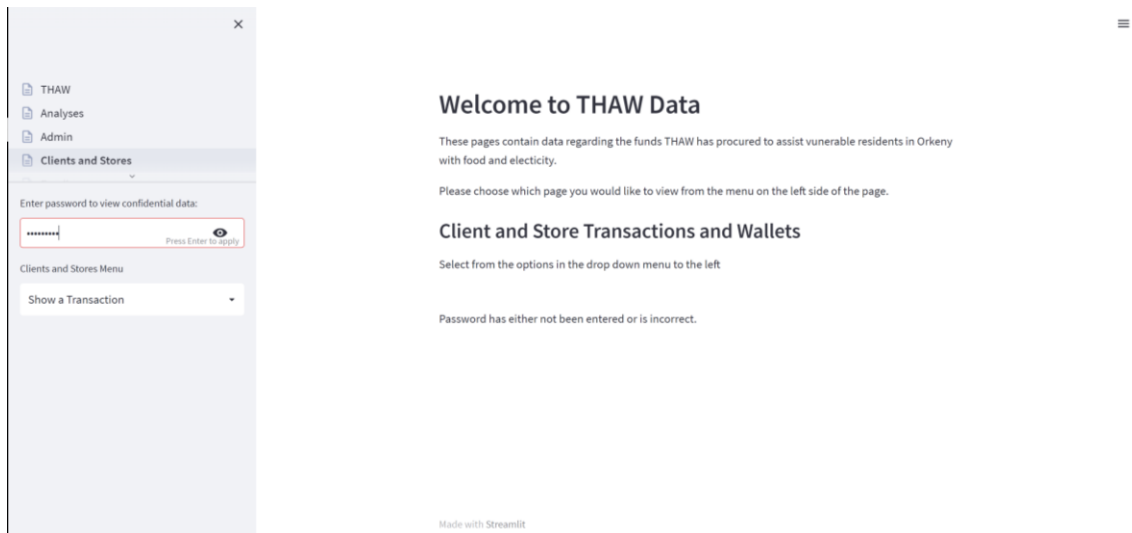 THAW
Analyses
Admin
Clients and Stores
Enter password to view confidential data:
•••••••••
Press Enter to apply
Clients and Stores Menu
Show a Transaction
Welcome to THAW Data
These pages contain data regarding the funds THAW has procured to assist vunerable residents in Orkeny
with food and electicity.
Please choose which page you would like to view from the menu on the left side of the page.
Client and Store Transactions and Wallets
Select from the options in the drop down menu to the left
Password has either not been entered or is incorrect.
Made with Streamlit